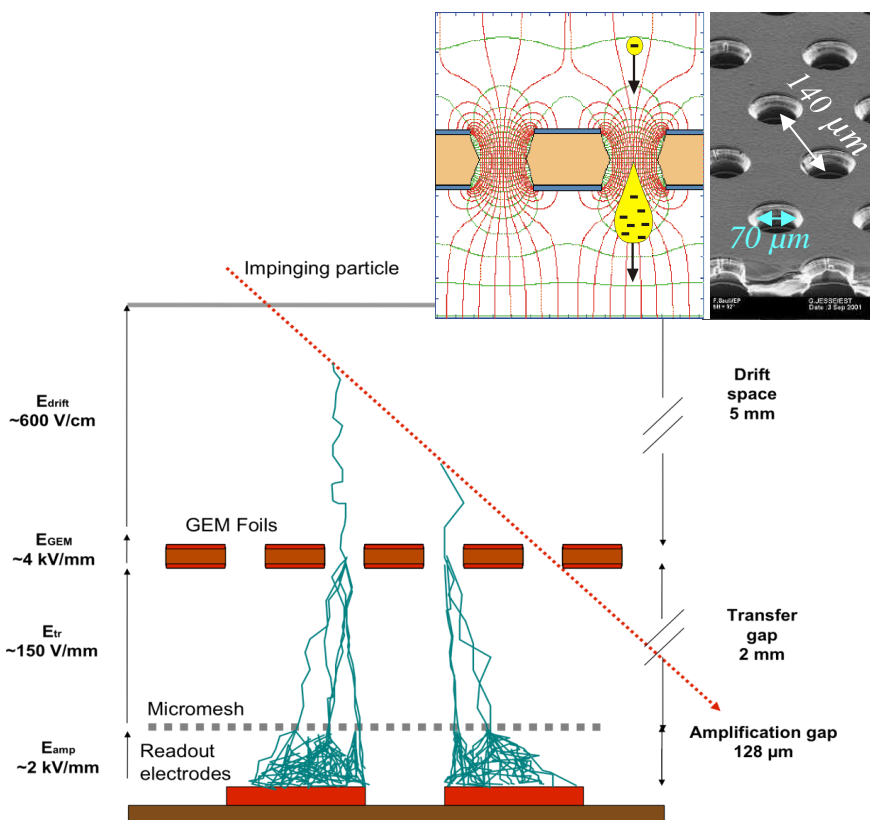 140 µm
70 µm
F.Sauli/EP
G.JESSE/EST
Date :3 Sep 2001
Impinging particle
Edrift
~600 V/cm
Drift
space
5 mm
GEM Foils
EGEM
~4 kV/mm
Etr
~150 V/mm
Transfer
gap
2 mm
Micromesh
Eamp
~2 kV/mm
Readout
electrodes
Amplification gap
128 µm